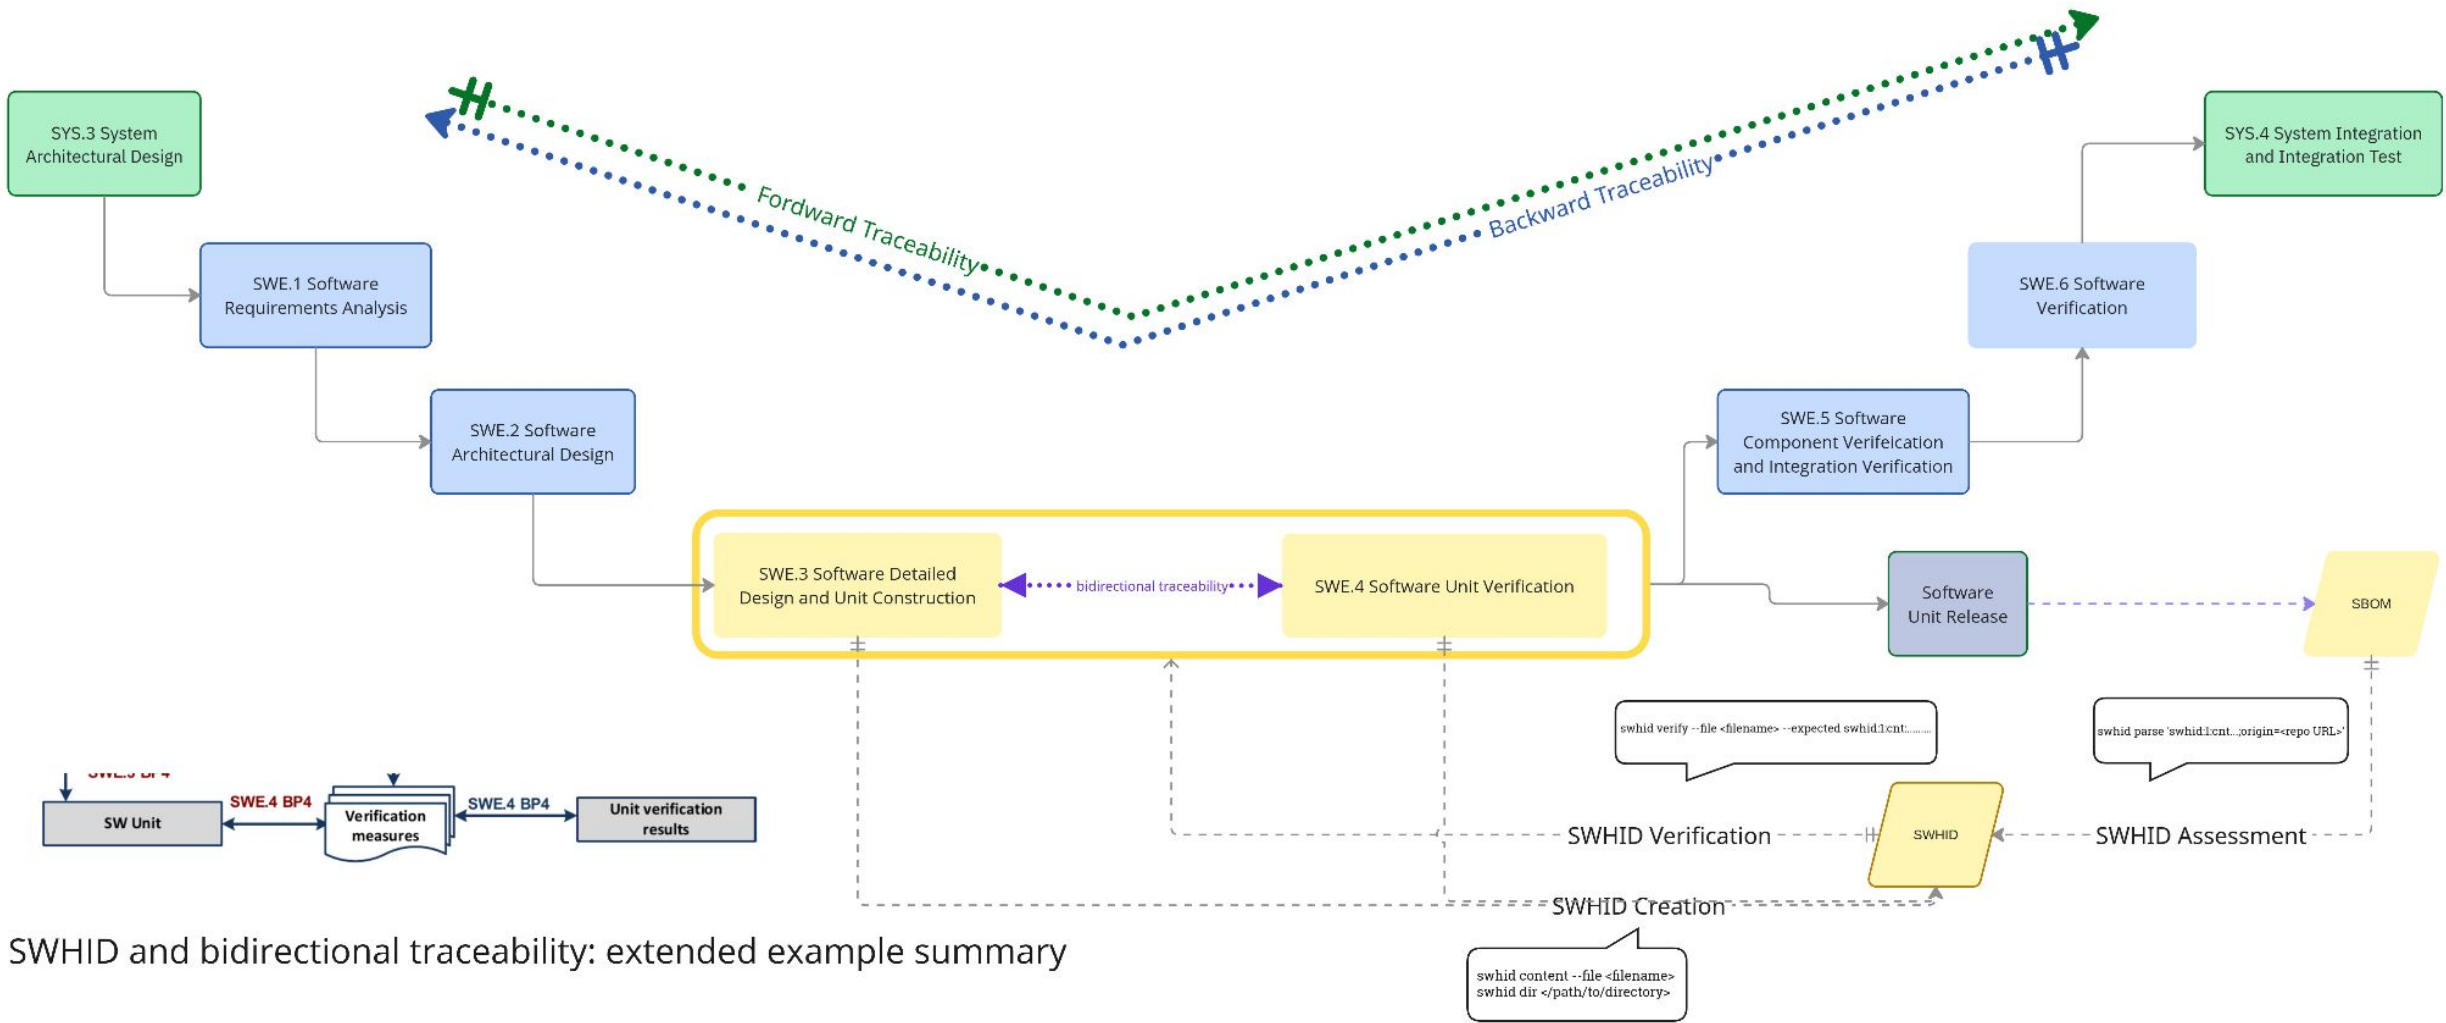 SYS.3 System
Architectural Design
SYS.4 System Integration
and Integration Test
Fordward Traceability
Backward Traceability
SWE.1 Software
Requirements Analysis
SWE.6 Software
Verification
SWE.2 Software
Architectural Design
SWE.5 Software
Component Verifeication
and Integration Verification
SWE.3 Software Detailed
Design and Unit Construction
bidirectional traceability
SWE.4 Software Unit Verification
Software
Unit Release
SBOM
swhid verify --file <filename> --expected swhid:1:cnt:..........
swhid parse 'swhid:1:cnt...;origin=<repo URL>'
SWE.3 BP4
SW Unit
SWE.4 BP4
Verification
measures
SWE.4 BP4
Unit verification
results
SWHID Verification
SWHID
SWHID Assessment
SWHID Creation
SWHID and bidirectional traceability: extended example summary
swhid content --file <filename>
swhid dir </path/to/directory>